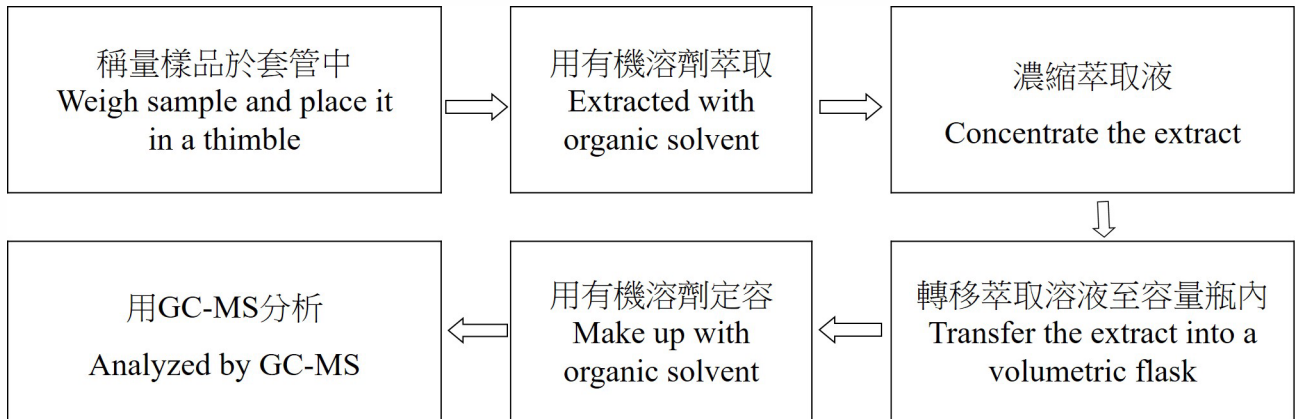 稱量樣品於套管中
Weigh sample and place it
in a thimble
用有機溶劑萃取
Extracted with
organic solvent
濃縮萃取液
Concentrate the extract
轉移萃取溶液至容量瓶內
Transfer the extract into a
volumetric flask
用有機溶劑定容
Make up with
organic solvent
用GC-MS分析
Analyzed by GC-MS